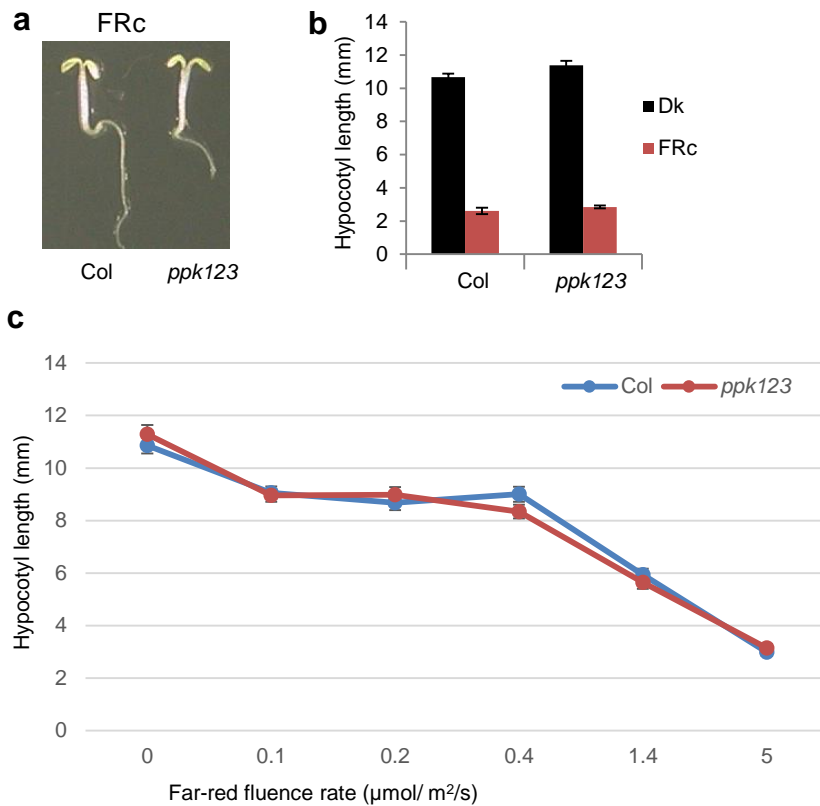 a
FRc
Col ppk123
b
Hypocotyl length (mm)
14
12
10
8
6
4
2
0
Dk
FRc
Col ppk123
c
Hypocotyl length (mm)
14
12
10
8
6
4
2
0
Col ppk123
0 0.1 0.2 0.4 1.4 5
Far-red fluence rate (μmol/ m²/s)